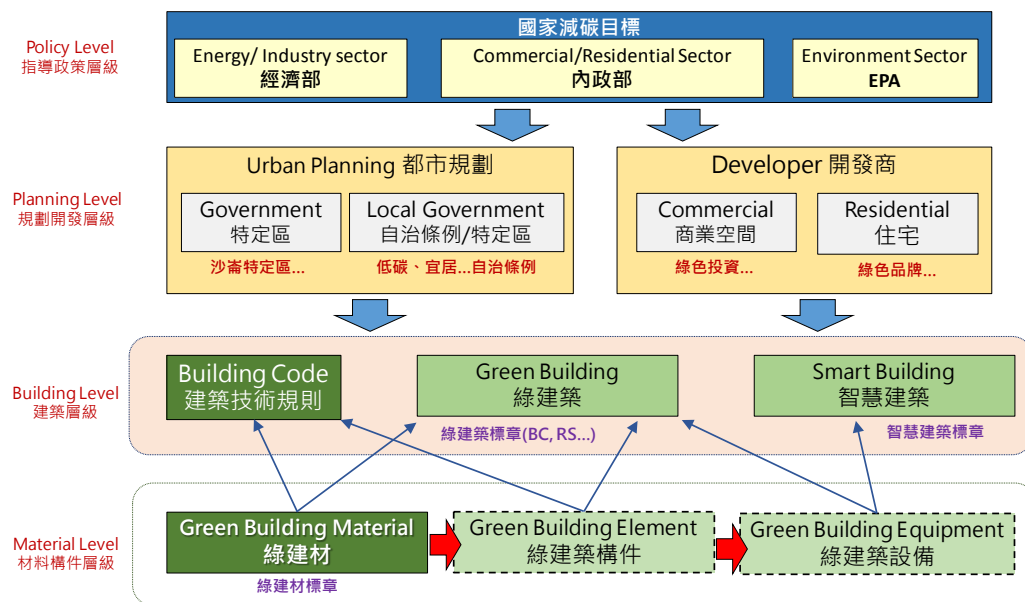 國家減碳目標
Policy Level
指導政策層級
Energy/ Industry sector
經濟部
Commercial/Residential Sector
內政部
Environment Sector
EPA
Planning Level
規劃開發層級
Urban Planning 都市規劃
Government
特定區
沙崙特定區...
Local Government
自治條例/特定區
低碳、宜居...自治條例
Developer 開發商
Commercial
商業空間
綠色投資...
Residential
住宅
綠色品牌...
Building Level
建築層級
Building Code
建築技術規則
Green Building
綠建築
綠建築標章(BC, RS...)
Smart Building
智慧建築
智慧建築標章
Material Level
材料構件層級
Green Building Material
綠建材
綠建材標章
Green Building Element
綠建築構件
Green Building Equipment
綠建築設備